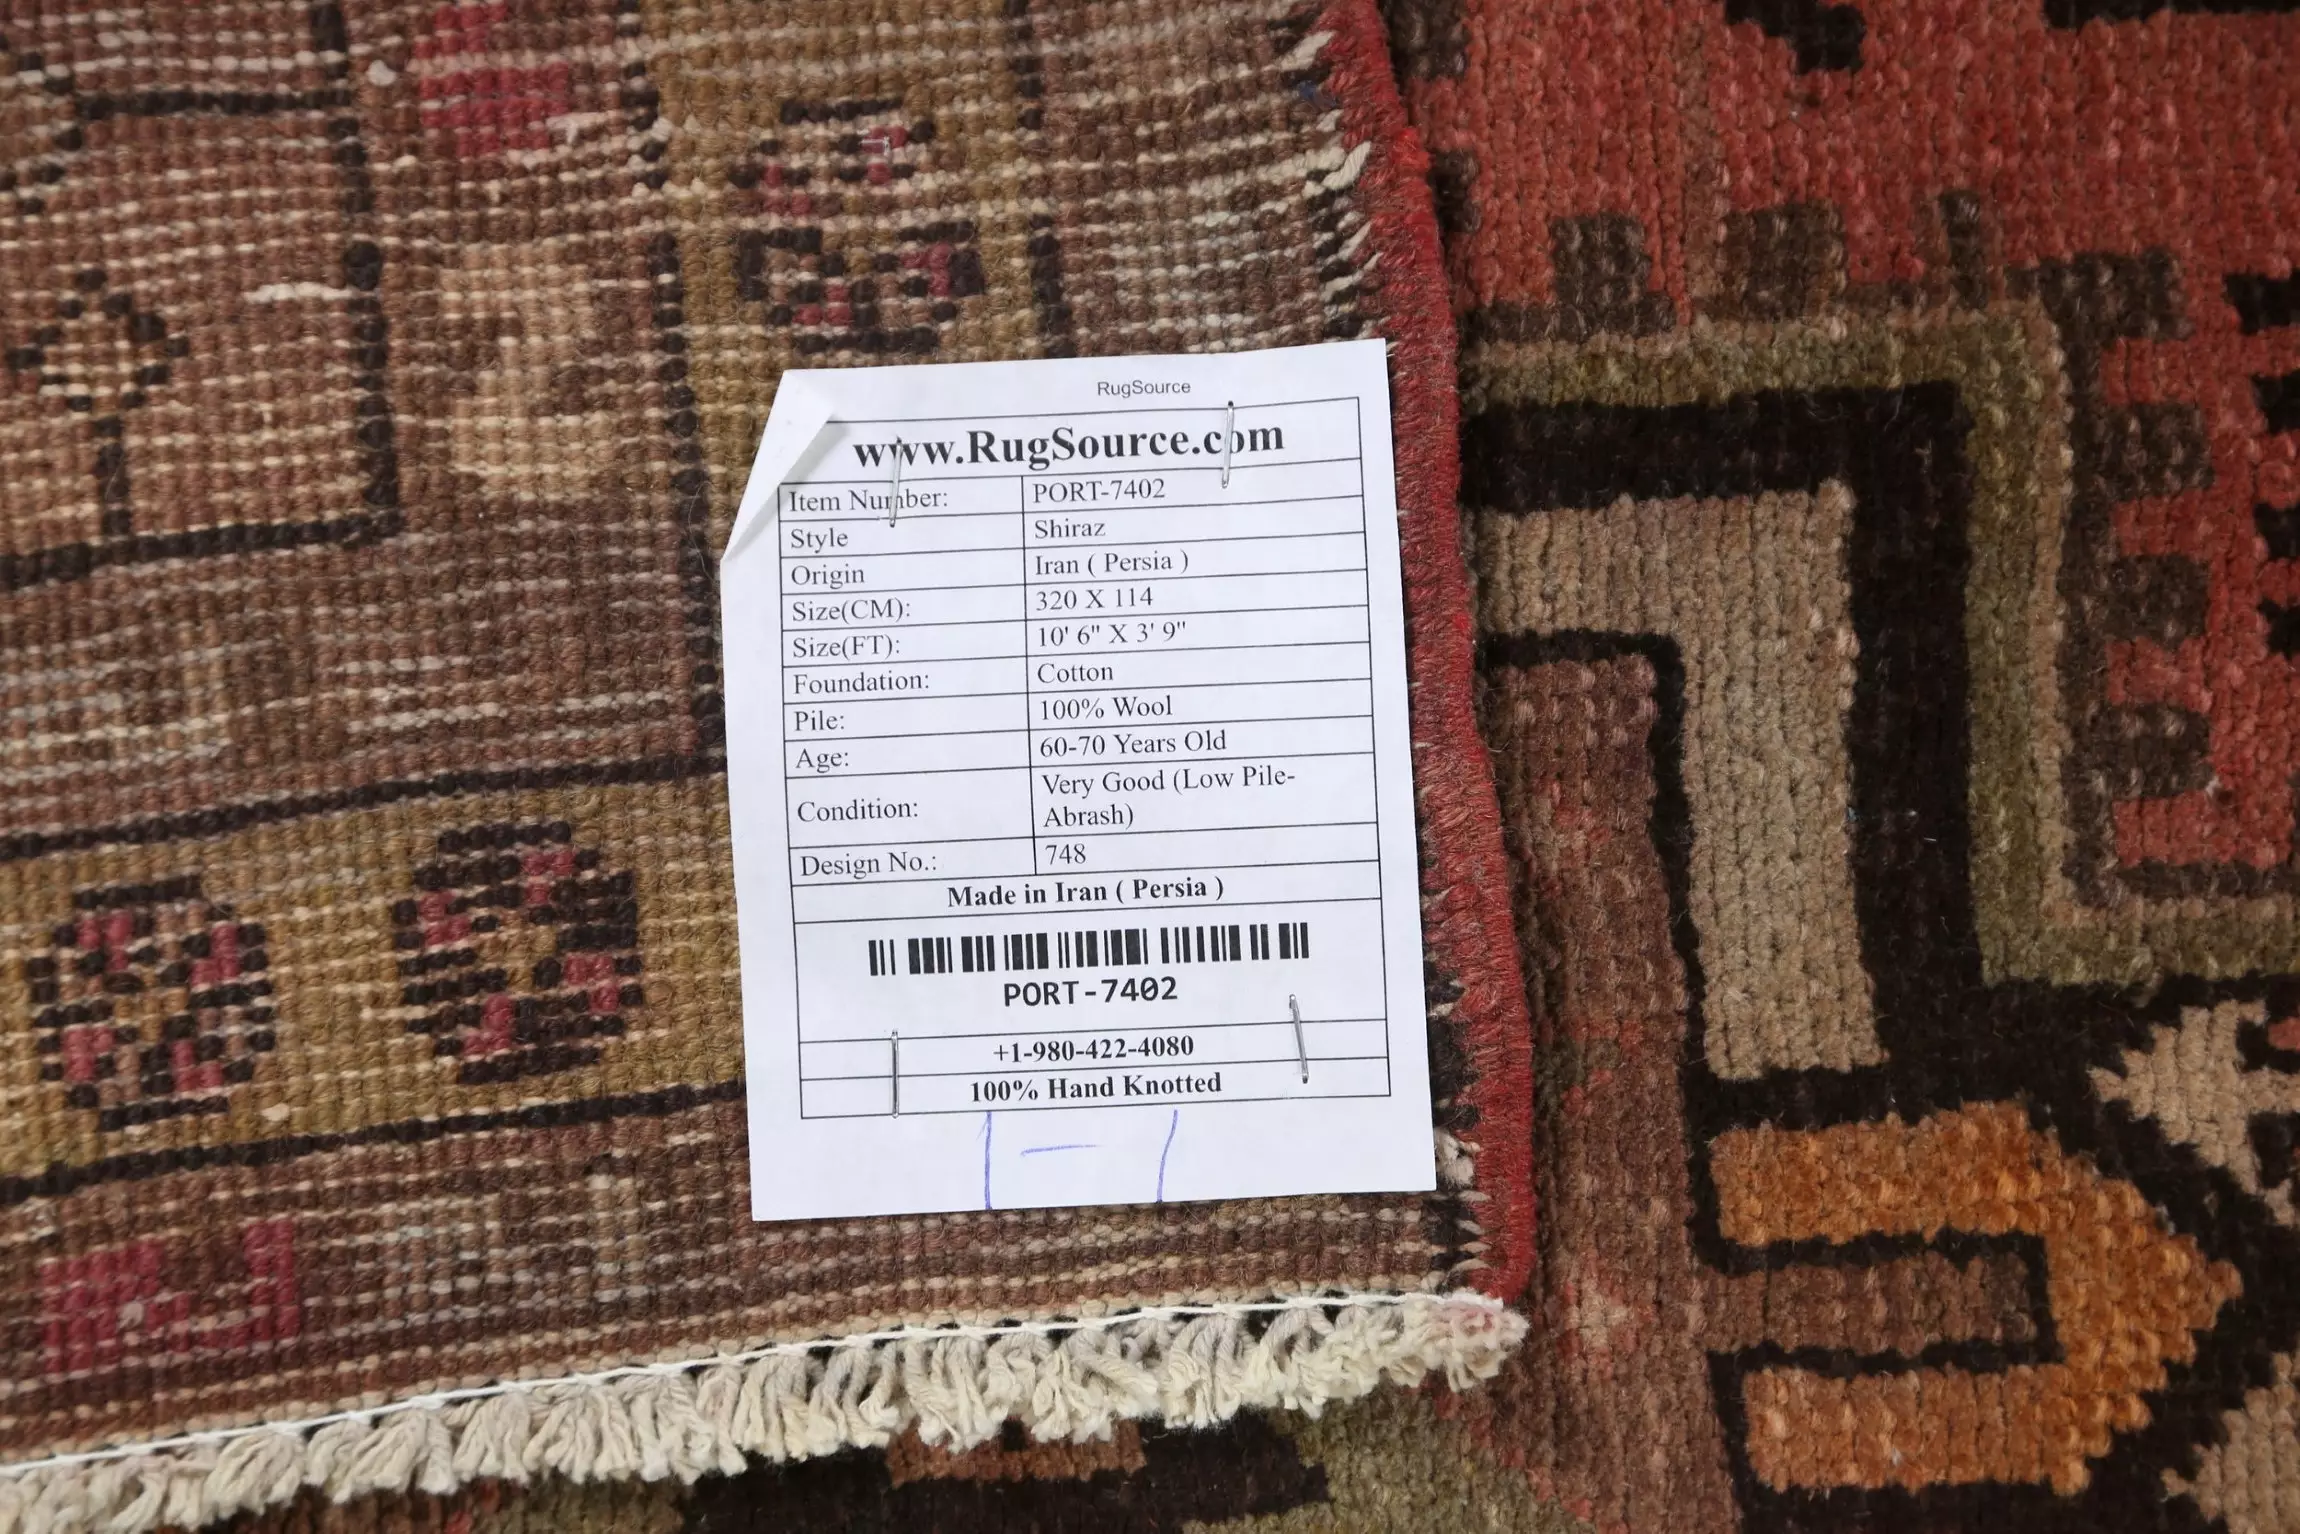 RugSource
www.RugSource.com
Item Number: PORT-7402
Style Shiraz
Origin Iran ( Persia )
Size(CM): 320 X 114
Size(FT): 10' 6" X 3' 9"
Foundation: Cotton
Pile: 100% Wool
Age: 60-70 Years Old
Condition: Very Good (Low Pile-
Abrash)
Design No.: 748
Made in Iran ( Persia )
PORT-7402
+1-980-422-4080
100% Hand Knotted
1-1